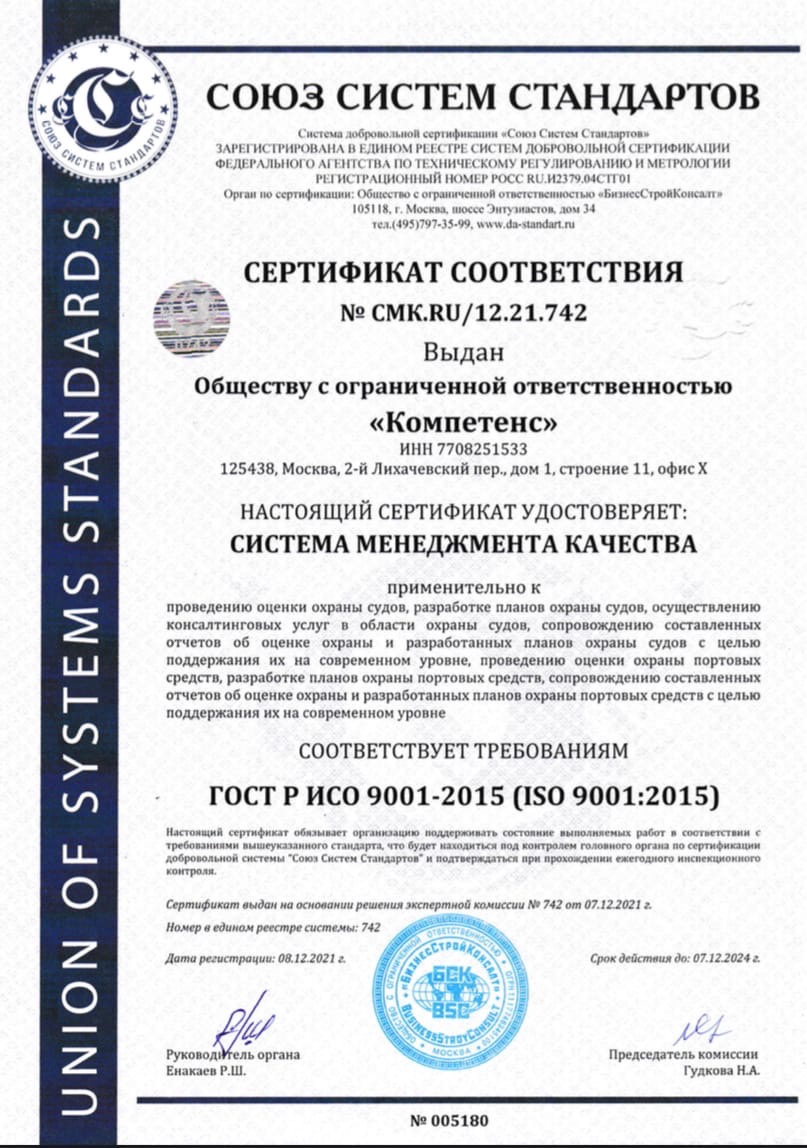 СОЮЗ СИСТЕМ СТАНДАРТОВ
Система добровольной сертификации «Союз Систем Стандартов»
ЗАРЕГИСТРИРОВАНА В ЕДИНОМ РЕЕСТРЕ СИСТЕМ ДОБРОВОЛЬНОЙ СЕРТИФИКАЦИИ
ФЕДЕРАЛЬНОГО АГЕНТСТВА ПО ТЕХНИЧЕСКОМУ РЕГУЛИРОВАНИЮ И МЕТРОЛОГИИ
РЕГИСТРАЦИОННЫЙ НОМЕР РОСС RU.И2379.04СТГ01
Орган по сертификации: Общество с ограниченной ответственностью «БизнесСтройКонсалт»
105118, г. Москва, шоссе Энтузиастов, дом 34
тел.(495)797-35-99, www.da-standart.ru
СОЮЗ СИСТЕМ СТАНДАРТОВ
UNION OF SYSTEMS STANDARDS
СЕРТИФИКАТ СООТВЕТСТВИЯ
№ СМК.RU/12.21.742
Выдан
Обществу с ограниченной ответственностью
«Компетенс»
ИНН 7708251533
125438, Москва, 2-й Лихачевский пер., дом 1, строение 11, офис X
НАСТОЯЩИЙ СЕРТИФИКАТ УДОСТОВЕРЯЕТ:
СИСТЕМА МЕНЕДЖМЕНТА КАЧЕСТВА
применительно к
проведению оценки охраны судов, разработке планов охраны судов, осуществлению
консалтинговых услуг в области охраны судов, сопровождению составленных
отчетов об оценке охраны и разработанных планов охраны судов с целью
поддержания их на современном уровне, проведению оценки охраны портовых
средств, разработке планов охраны портовых средств, сопровождению составленных
отчетов об оценке охраны и разработанных планов охраны портовых средств с целью
поддержания их на современном уровне
СООТВЕТСТВУЕТ ТРЕБОВАНИЯМ
ГОСТ Р ИСО 9001-2015 (ISO 9001:2015)
Настоящий сертификат обязывает организацию поддерживать состояние выполняемых работ в соответствии с
требованиями вышеуказанного стандарта, что будет находиться под контролем головного органа по сертификации
добровольной системы "Союз Систем Стандартов" и подтверждаться при прохождении ежегодного инспекционного
контроля.
Сертификат выдан на основании решения экспертной комиссии № 742 от 07.12.2021 г.
Номер в едином реестре системы: 742
Дата регистрации: 08.12.2021 г.
Срок действия до: 07.12.2024 г.
ОБЩЕСТВО С ОГРАНИЧЕННОЙ ОТВЕТСТВЕННОСТЬЮ
«БизнесСтройКонсалт»
БСК
BSC
BusinessStroyConsult
МОСКВА
Руководитель органа
Енакаев Р.Ш.
Председатель комиссии
Гудкова Н.А.
№ 005180